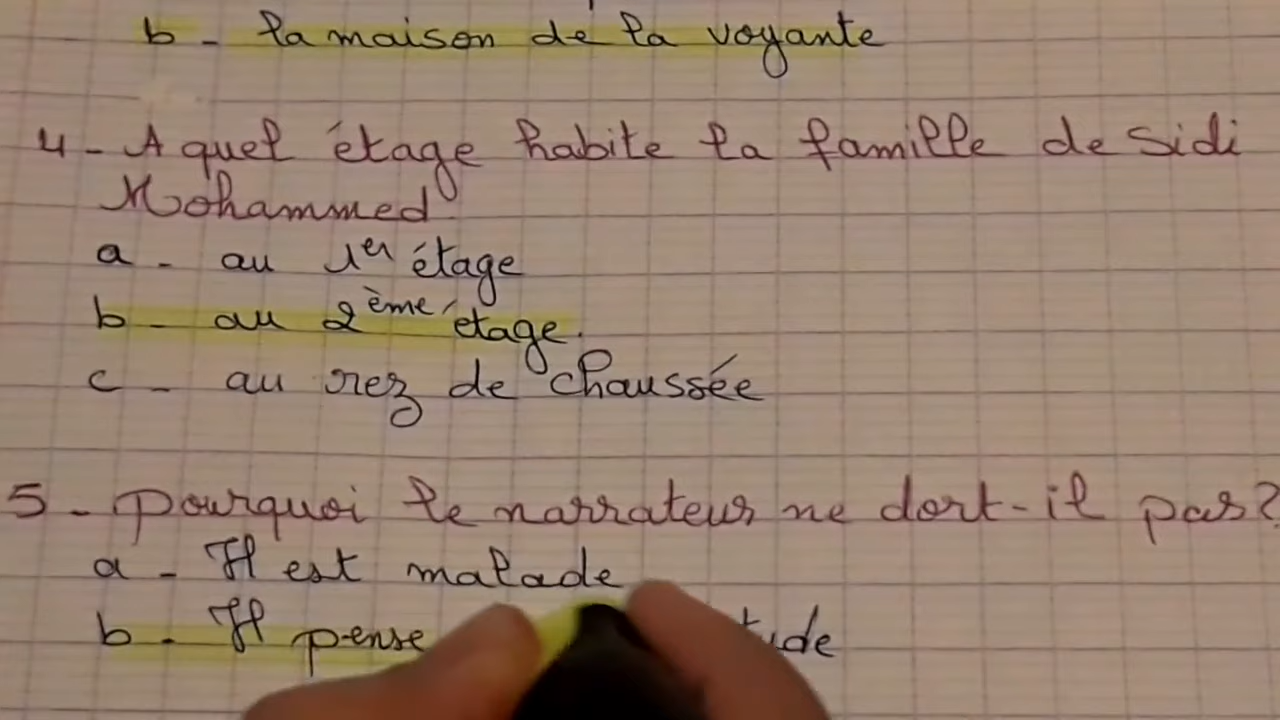 b - la maison de la voyante
4 - A quel étage habite la famille de Sidi
Mohammed
a - au 1er étage
b - au 2ème étage.
c - au rez de chaussée
5 - Pourquoi le narrateur ne dort-il pas?
a - Il est malade
b - Il pense